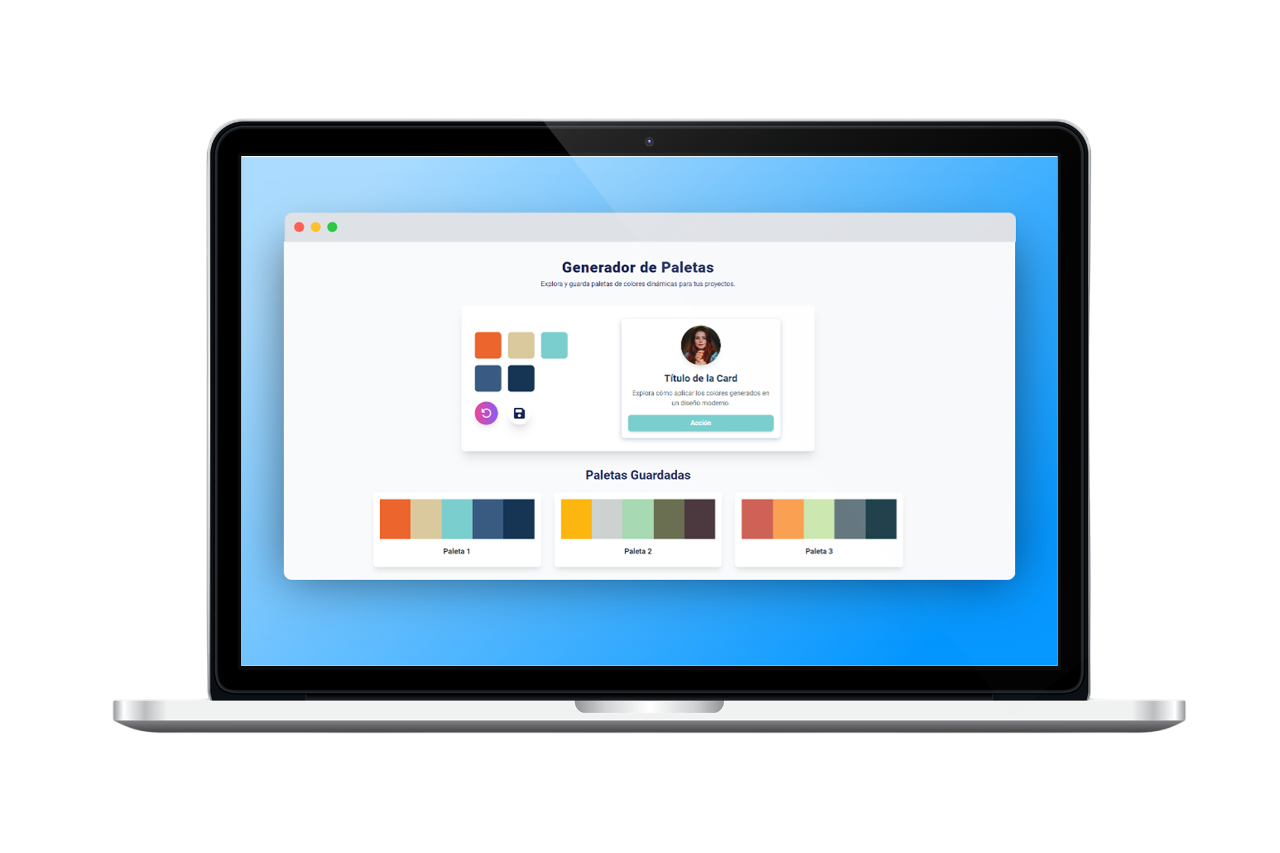 Generador de Paletas
Explora y guarda paletas de colores dinámicas para tus proyectos.
Título de la Card
Explora cómo aplicar los colores generados en
un diseño moderno.
Acción
Paletas Guardadas
Paleta 1
Paleta 2
Paleta 3